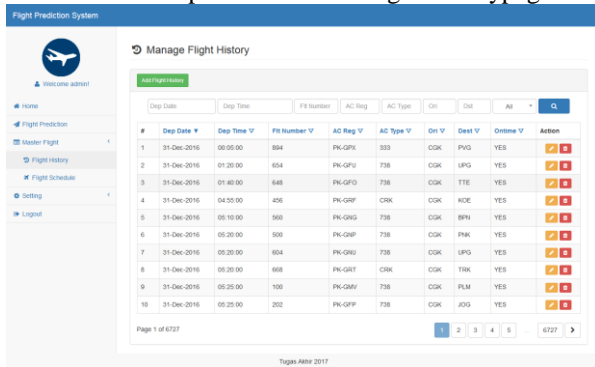 Flight Prediction System
Welcome admin!
Home
Flight Prediction
Master Flight
Flight History
Flight Schedule
Setting
Logout
Manage Flight History
Add Flight History
Dep Date Dep Time Flt Number AC Reg AC Type Ori Dst All
# Dep Date Dep Time Flt Number AC Reg AC Type Ori Dest Ontime Action
1 31-Dec-2016 00:05:00 894 PK-GPX 333 CGK PVG YES
2 31-Dec-2016 01:20:00 654 PK-GFU 738 CGK UPG YES
3 31-Dec-2016 01:40:00 648 PK-GFO 738 CGK TTE YES
4 31-Dec-2016 04:55:00 456 PK-GRF CRK CGK KOE YES
5 31-Dec-2016 05:10:00 560 PK-GNG 738 CGK BPN YES
6 31-Dec-2016 05:20:00 500 PK-GNP 738 CGK PNK YES
7 31-Dec-2016 05:20:00 604 PK-GNU 738 CGK UPG YES
8 31-Dec-2016 05:20:00 668 PK-GRT CRK CGK TRK YES
9 31-Dec-2016 05:25:00 100 PK-GMV 738 CGK PLM YES
10 31-Dec-2016 05:25:00 202 PK-GFP 738 CGK JOG YES
Page 1 of 6727
1 2 3 4 5 ... 6727
Tugas Akhir 2017